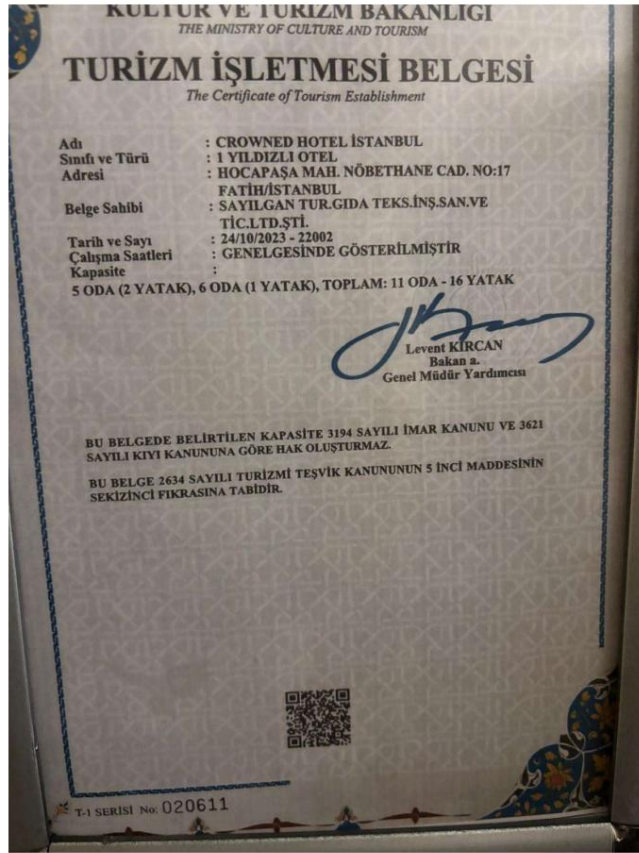 KÜLTÜR VE TURİZM BAKANLIĞI
THE MINISTRY OF CULTURE AND TOURISM
TURİZM İŞLETMESİ BELGESİ
The Certificate of Tourism Establishment
Adı : CROWNED HOTEL İSTANBUL
Sınıfı ve Türü : 1 YILDIZLI OTEL
Adresi : HOCAPAŞA MAH. NÖBETHANE CAD. NO:17
FATİH/İSTANBUL
Belge Sahibi : SAYILGAN TUR.GIDA TEKS.İNŞ.SAN.VE
TİC.LTD.ŞTİ.
Tarih ve Sayı : 24/10/2023 - 22002
Çalışma Saatleri : GENELGESİNDE GÖSTERİLMİŞTİR
Kapasite :
5 ODA (2 YATAK), 6 ODA (1 YATAK), TOPLAM: 11 ODA - 16 YATAK
Levent KIRCAN
Bakan a.
Genel Müdür Yardımcısı
BU BELGEDE BELİRTİLEN KAPASİTE 3194 SAYILI İMAR KANUNU VE 3621
SAYILI KIYI KANUNUNA GÖRE HAK OLUŞTURMAZ.
BU BELGE 2634 SAYILI TURİZMİ TEŞVİK KANUNUNUN 5 İNCİ MADDESİNİN
SEKİZİNCİ FIKRASINA TABİDİR.
T-1 SERİSİ No: 020611